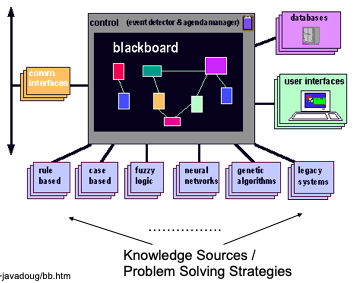 control (event detector & agenda manager)
databases
blackboard
comm.
interfaces
user interfaces
rule
based
case
based
fuzzy
logic
neural
networks
genetic
algorithms
legacy
systems
................
Knowledge Sources /
Problem Solving Strategies
-javadoug/bb.htm